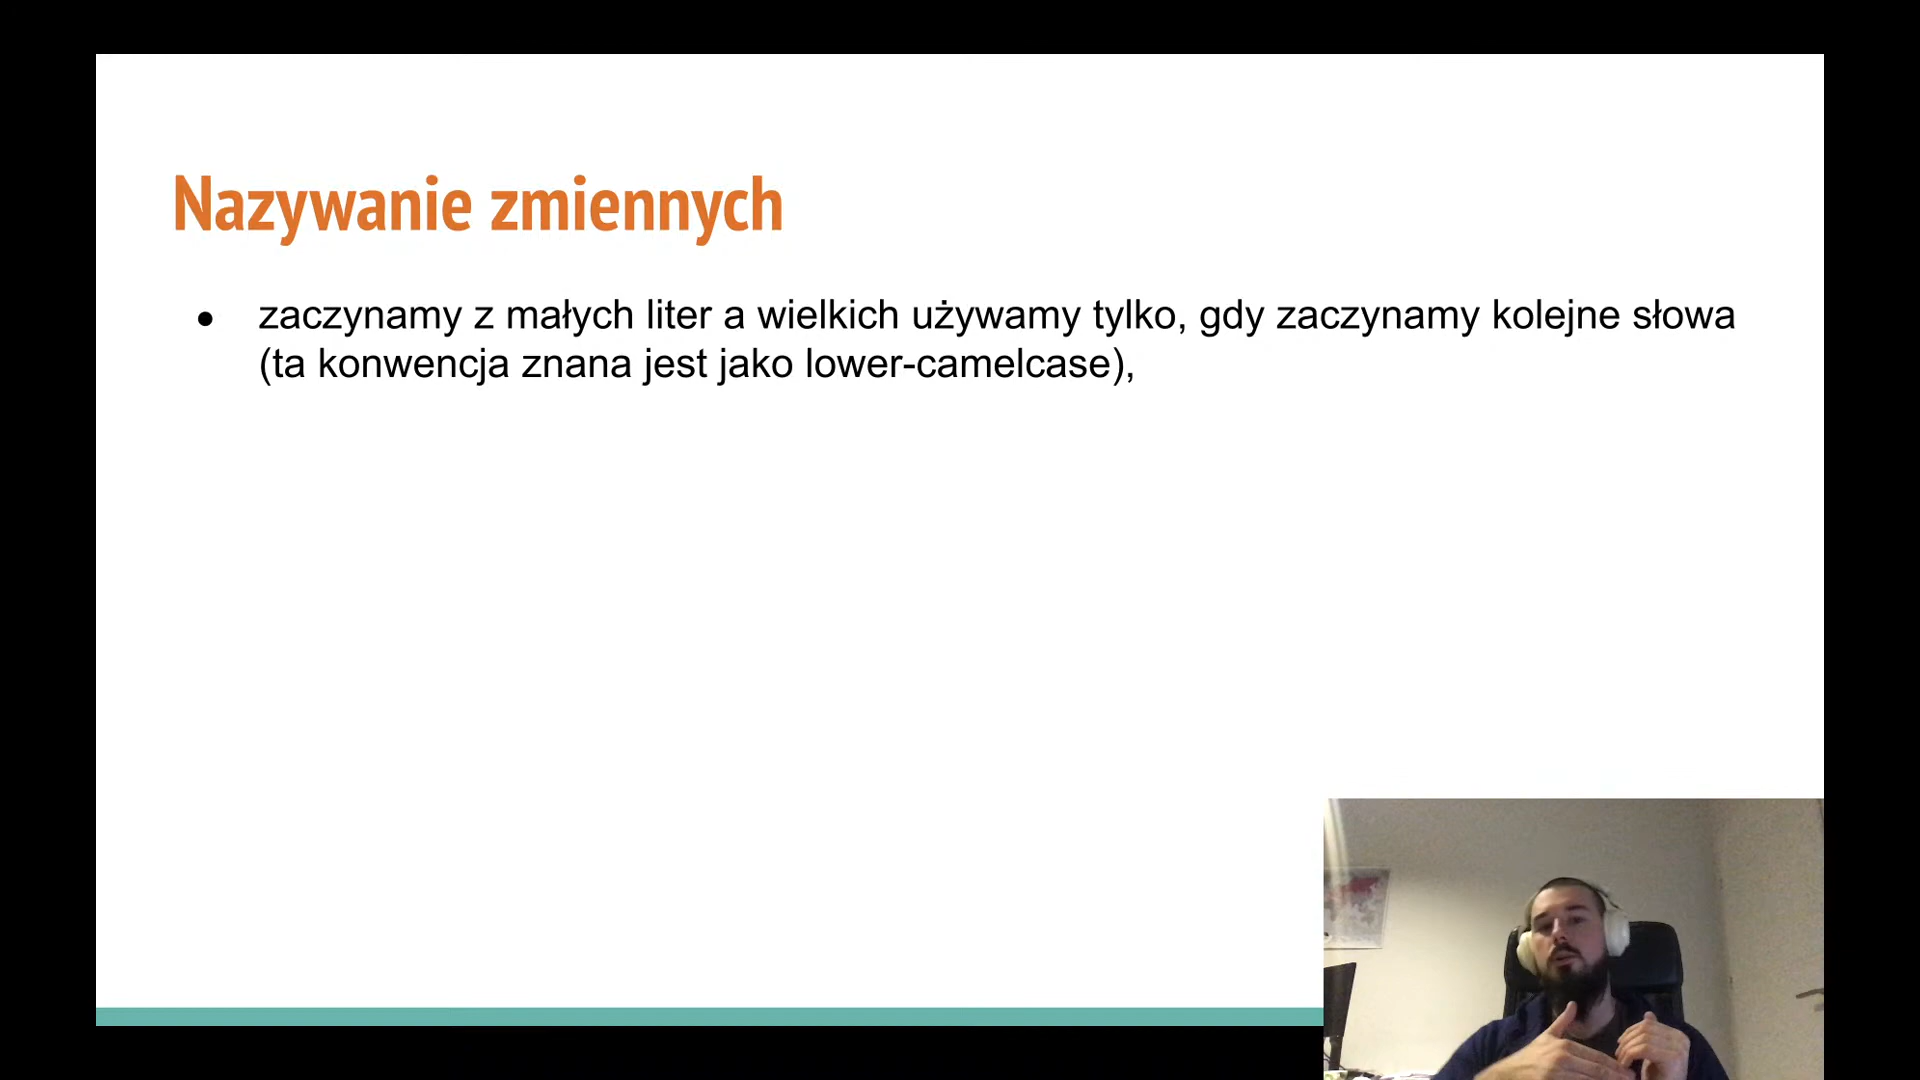 Nazywanie zmiennych
● zaczynamy z małych liter a wielkich używamy tylko, gdy zaczynamy kolejne słowa
(ta konwencja znana jest jako lower-camelcase),